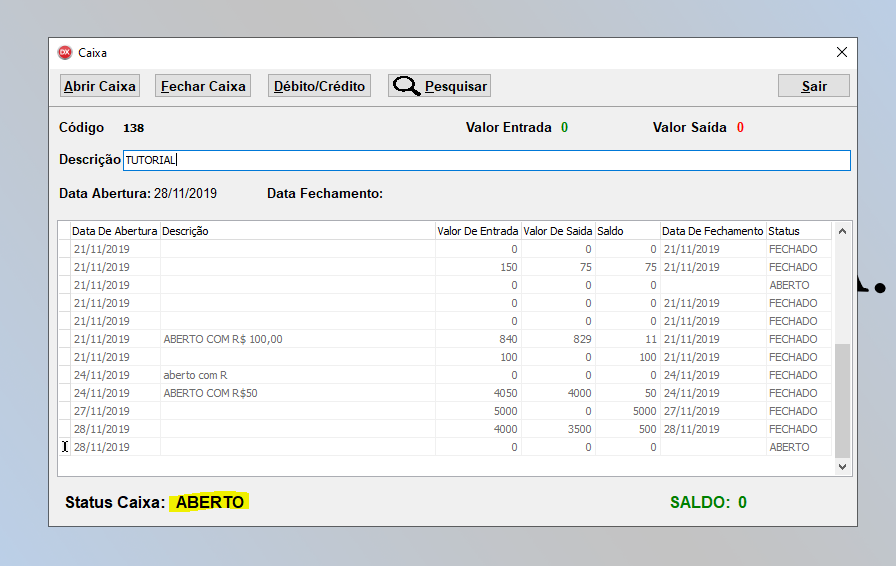 DX Caixa
Abrir Caixa Fechar Caixa Débito/Crédito Pesquisar Sair
Código 138 Valor Entrada 0 Valor Saída 0
Descrição TUTORIAL
Data Abertura: 28/11/2019 Data Fechamento:
Data De Abertura Descrição Valor De Entrada Valor De Saida Saldo Data De Fechamento Status
21/11/2019 0 0 0 21/11/2019 FECHADO
21/11/2019 150 75 75 21/11/2019 FECHADO
21/11/2019 0 0 0 ABERTO
21/11/2019 0 0 0 21/11/2019 FECHADO
21/11/2019 0 0 0 21/11/2019 FECHADO
21/11/2019 ABERTO COM R$ 100,00 840 829 11 21/11/2019 FECHADO
21/11/2019 100 0 100 21/11/2019 FECHADO
24/11/2019 aberto com R 0 0 0 24/11/2019 FECHADO
24/11/2019 ABERTO COM R$50 4050 4000 50 24/11/2019 FECHADO
27/11/2019 5000 0 5000 27/11/2019 FECHADO
28/11/2019 4000 3500 500 28/11/2019 FECHADO
28/11/2019 0 0 0 ABERTO
Status Caixa: ABERTO SALDO: 0